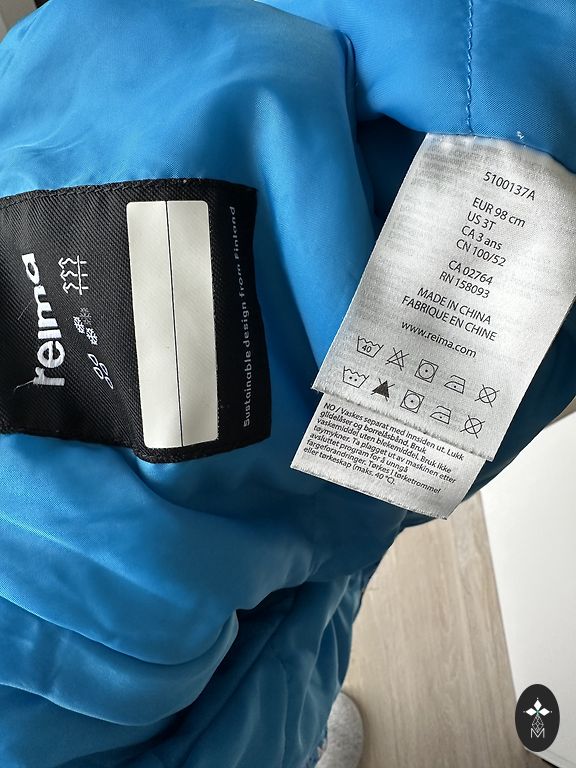 reima
Sustainable design from Finland
5100137A
EUR 98 cm
US 3T
CA 3 ans
CN 100/52
CA 02764
RN 158093
MADE IN CHINA
FABRIQUE EN CHINE
www.reima.com
40
NO / Vaskes separat med innsiden ut. Lukk
glidelåser og borrelåsbånd. Bruk
vaskemiddel uten blekemiddel. Bruk ikke
tøymykner. Ta plagget ut av maskinen etter
avsluttet program for å unngå
fargeforandringer. Tørkes i tørketrommel
eller tørkeskap (maks. 40 °C).
M